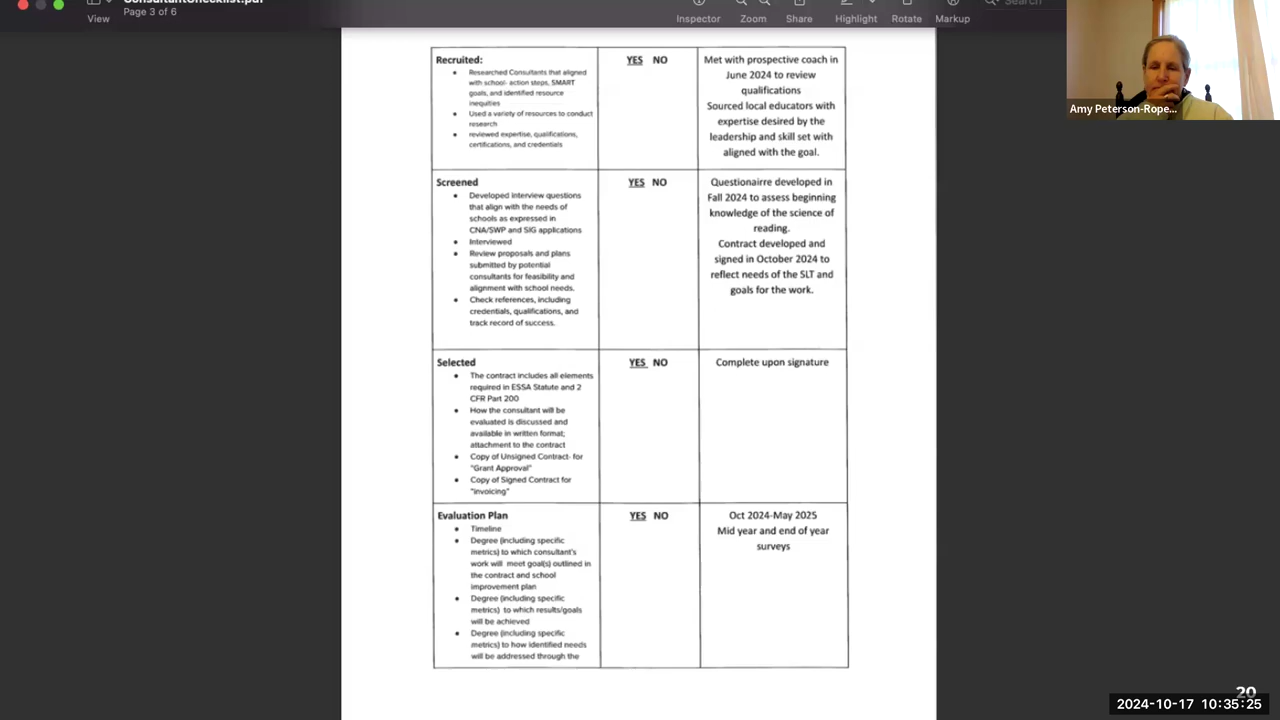 ConsultantChecklist.pdf
Page 3 of 6
View
Inspector
Zoom
Share
Highlight
Rotate
Markup
Search
Amy Peterson-Rope...
Recruited:
• Researched Consultants that aligned
with school- action steps, SMART
goals, and identified resource
inequities
• Used a variety of resources to conduct
research
• reviewed expertise, qualifications,
certifications, and credentials
YES NO
Met with prospective coach in
June 2024 to review
qualifications
Sourced local educators with
expertise desired by the
leadership and skill set with
aligned with the goal.
Screened
• Developed interview questions
that align with the needs of
schools as expressed in
CNA/SWP and SIG applications
• Interviewed
• Review proposals and plans
submitted by potential
consultants for feasibility and
alignment with school needs.
• Check references, including
credentials, qualifications, and
track record of success.
YES NO
Questionairre developed in
Fall 2024 to assess beginning
knowledge of the science of
reading.
Contract developed and
signed in October 2024 to
reflect needs of the SLT and
goals for the work.
Selected
• The contract includes all elements
required in ESSA Statute and 2
CFR Part 200
• How the consultant will be
evaluated is discussed and
available in written format;
attachment to the contract
• Copy of Unsigned Contract- for
"Grant Approval"
• Copy of Signed Contract for
"invoicing"
YES NO
Complete upon signature
Evaluation Plan
• Timeline
• Degree (including specific
metrics) to which consultant's
work will meet goal(s) outlined in
the contract and school
improvement plan
• Degree (including specific
metrics) to which results/goals
will be achieved
• Degree (including specific
metrics) to how identified needs
will be addressed through the
YES NO
Oct 2024-May 2025
Mid year and end of year
surveys
20
2024-10-17 10:35:25